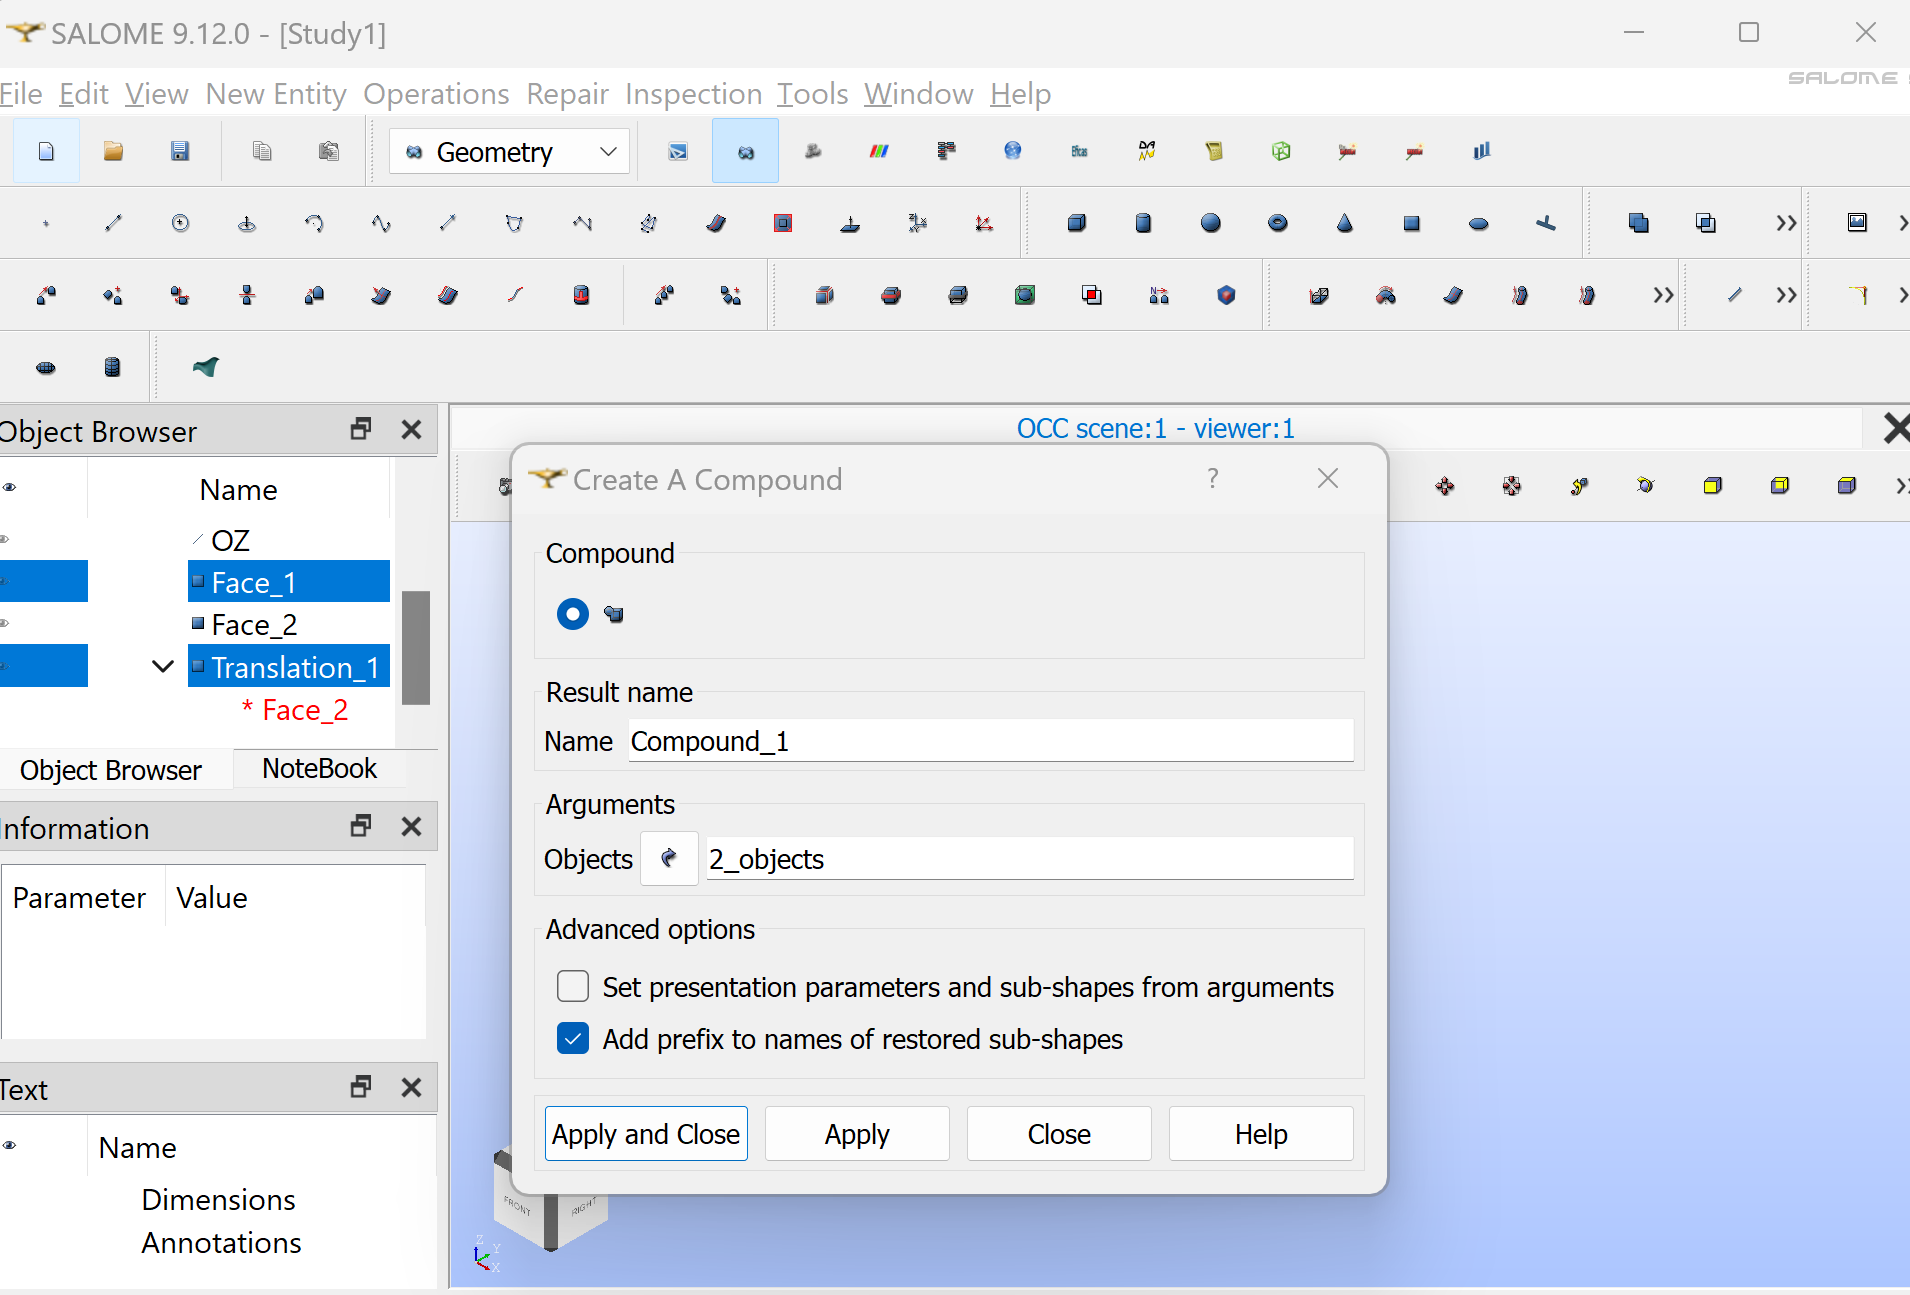 SALOME 9.12.0 - [Study1]
File Edit View New Entity Operations Repair Inspection Tools Window Help
SALOME
Geometry
Eficas
Object Browser
OCC scene:1 - viewer:1
Name
OZ
Face_1
Face_2
Translation_1
* Face_2
Object Browser
NoteBook
Information
Parameter
Value
Text
Name
Dimensions
Annotations
Create A Compound
?
Compound
Result name
Name
Compound_1
Arguments
Objects
2_objects
Advanced options
Set presentation parameters and sub-shapes from arguments
Add prefix to names of restored sub-shapes
Apply and Close
Apply
Close
Help
FRONT
RIGHT
Z
Y
X